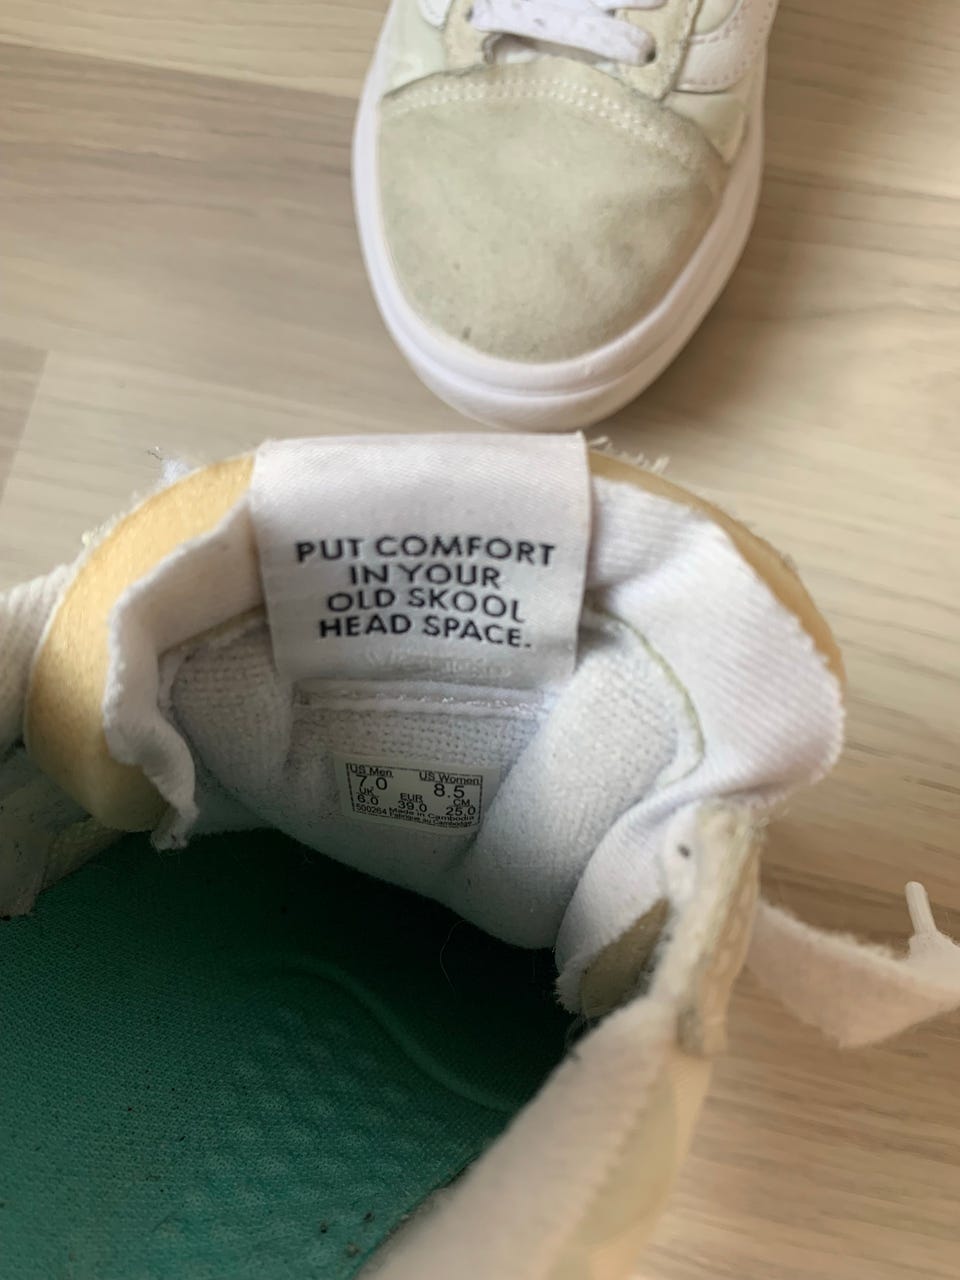 PUT COMFORT
IN YOUR
OLD SKOOL
HEAD SPACE.
US Men US Women
7.0 8.5
UK EUR CM
6.0 39.0 25.0
500264 Made in Cambodia
Fabriqué au Cambodge